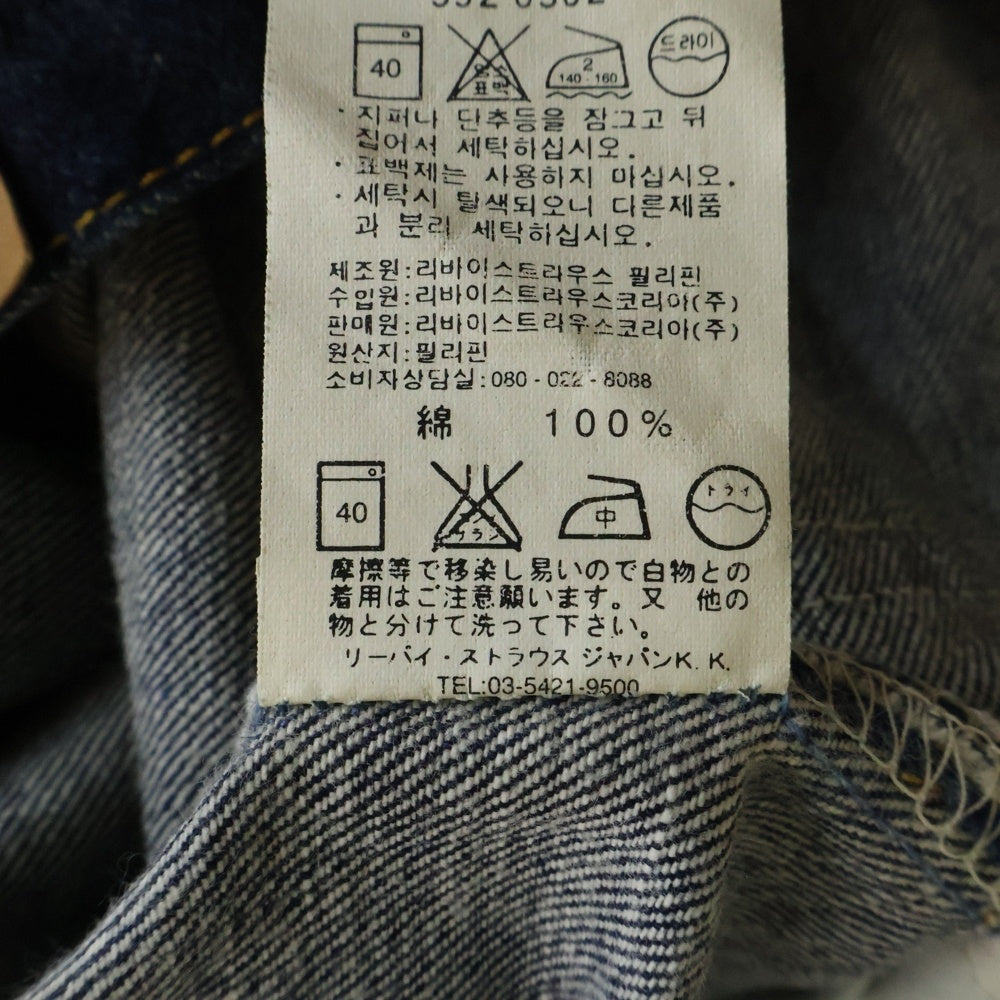 40 염소 표백 2 140-160 드라이
· 지퍼나 단추등을 잠그고 뒤
집어서 세탁하십시오.
· 표백제는 사용하지 마십시오.
· 세탁시 탈색되오니 다른제품
과 분리 세탁하십시오.
제조원:리바이스트라우스 필리핀
수입원:리바이스트라우스코리아(주)
판매원:리바이스트라우스코리아(주)
원산지:필리핀
소비자상담실:080-022-8088
綿 100%
40 中 ドライ
摩擦等で移染し易いので白物との
着用はご注意願います。又 他の
物と分けて洗って下さい。
リーバイ・ストラウス ジャパンK.K.
TEL:03-5421-9500